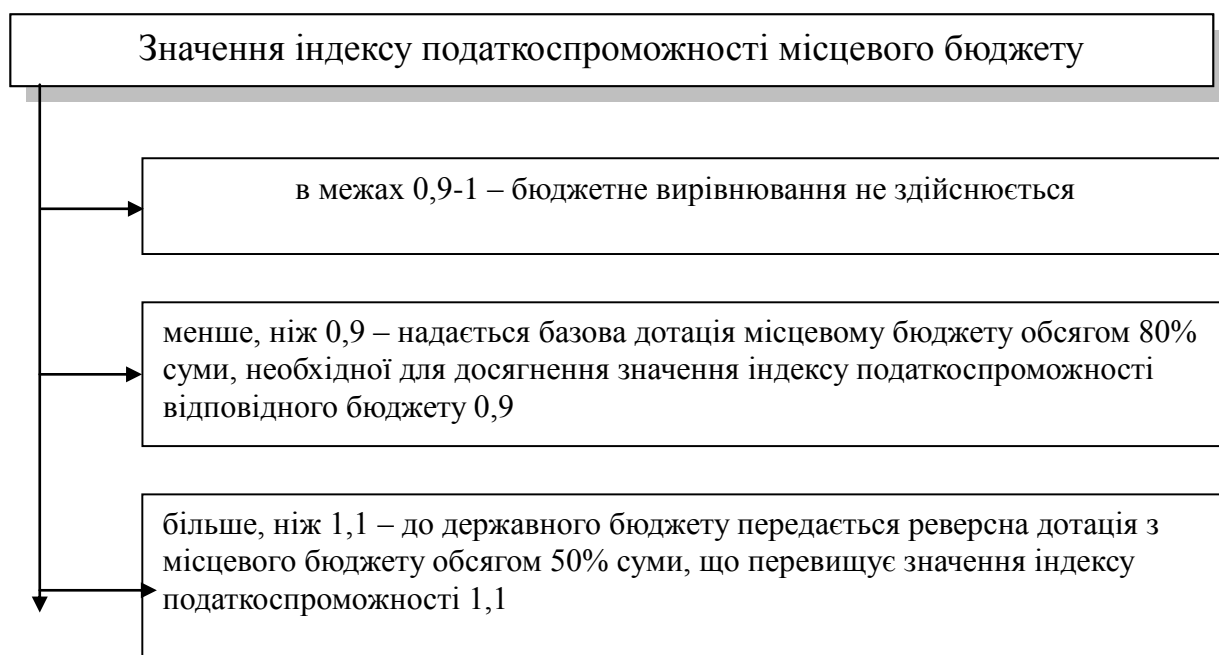 Значення індексу податкоспроможності місцевого бюджету
в межах 0,9-1 – бюджетне вирівнювання не здійснюється
менше, ніж 0,9 – надається базова дотація місцевому бюджету обсягом 80%
суми, необхідної для досягнення значення індексу податкоспроможності
відповідного бюджету 0,9
більше, ніж 1,1 – до державного бюджету передається реверсна дотація з
місцевого бюджету обсягом 50% суми, що перевищує значення індексу
податкоспроможності 1,1